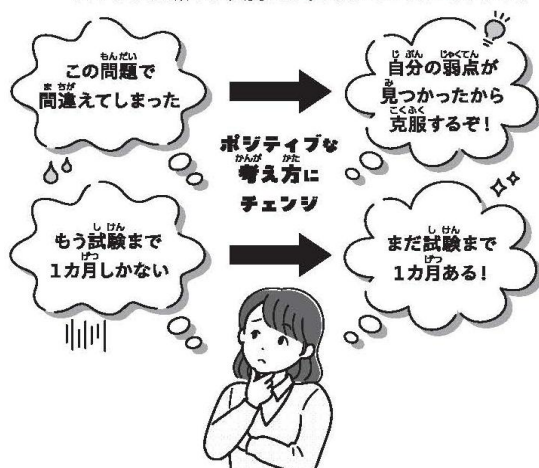 この問題で
間違えてしまった
自分の弱点が
見つかったから
克服するぞ！
ポジティブな
考え方に
チェンジ
もう試験まで
1カ月しかない
まだ試験まで
1カ月ある！